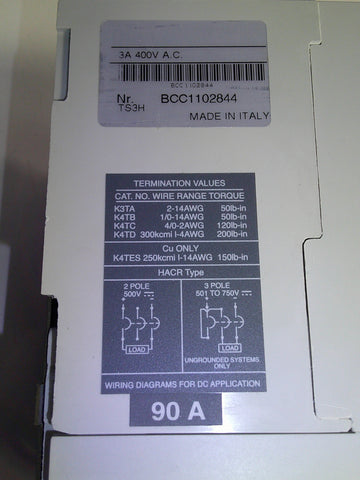 3A 400V A.C.
BCC1102844
Nr. BCC1102844
TS3H
MADE IN ITALY
TERMINATION VALUES
CAT. NO. WIRE RANGE TORQUE
K3TA 2-14AWG 50lb-in
K4TB 1/0-14AWG 50lb-in
K4TC 4/0-2AWG 120lb-in
K4TD 300kcmi l-4AWG 200lb-in
Cu ONLY
K4TES 250kcmi l-14AWG 150lb-in
HACR Type
2 POLE
500V
3 POLE
501 TO 750V
LOAD
LOAD
UNGROUNDED SYSTEMS
ONLY
WIRING DIAGRAMS FOR DC APPLICATION
90 A